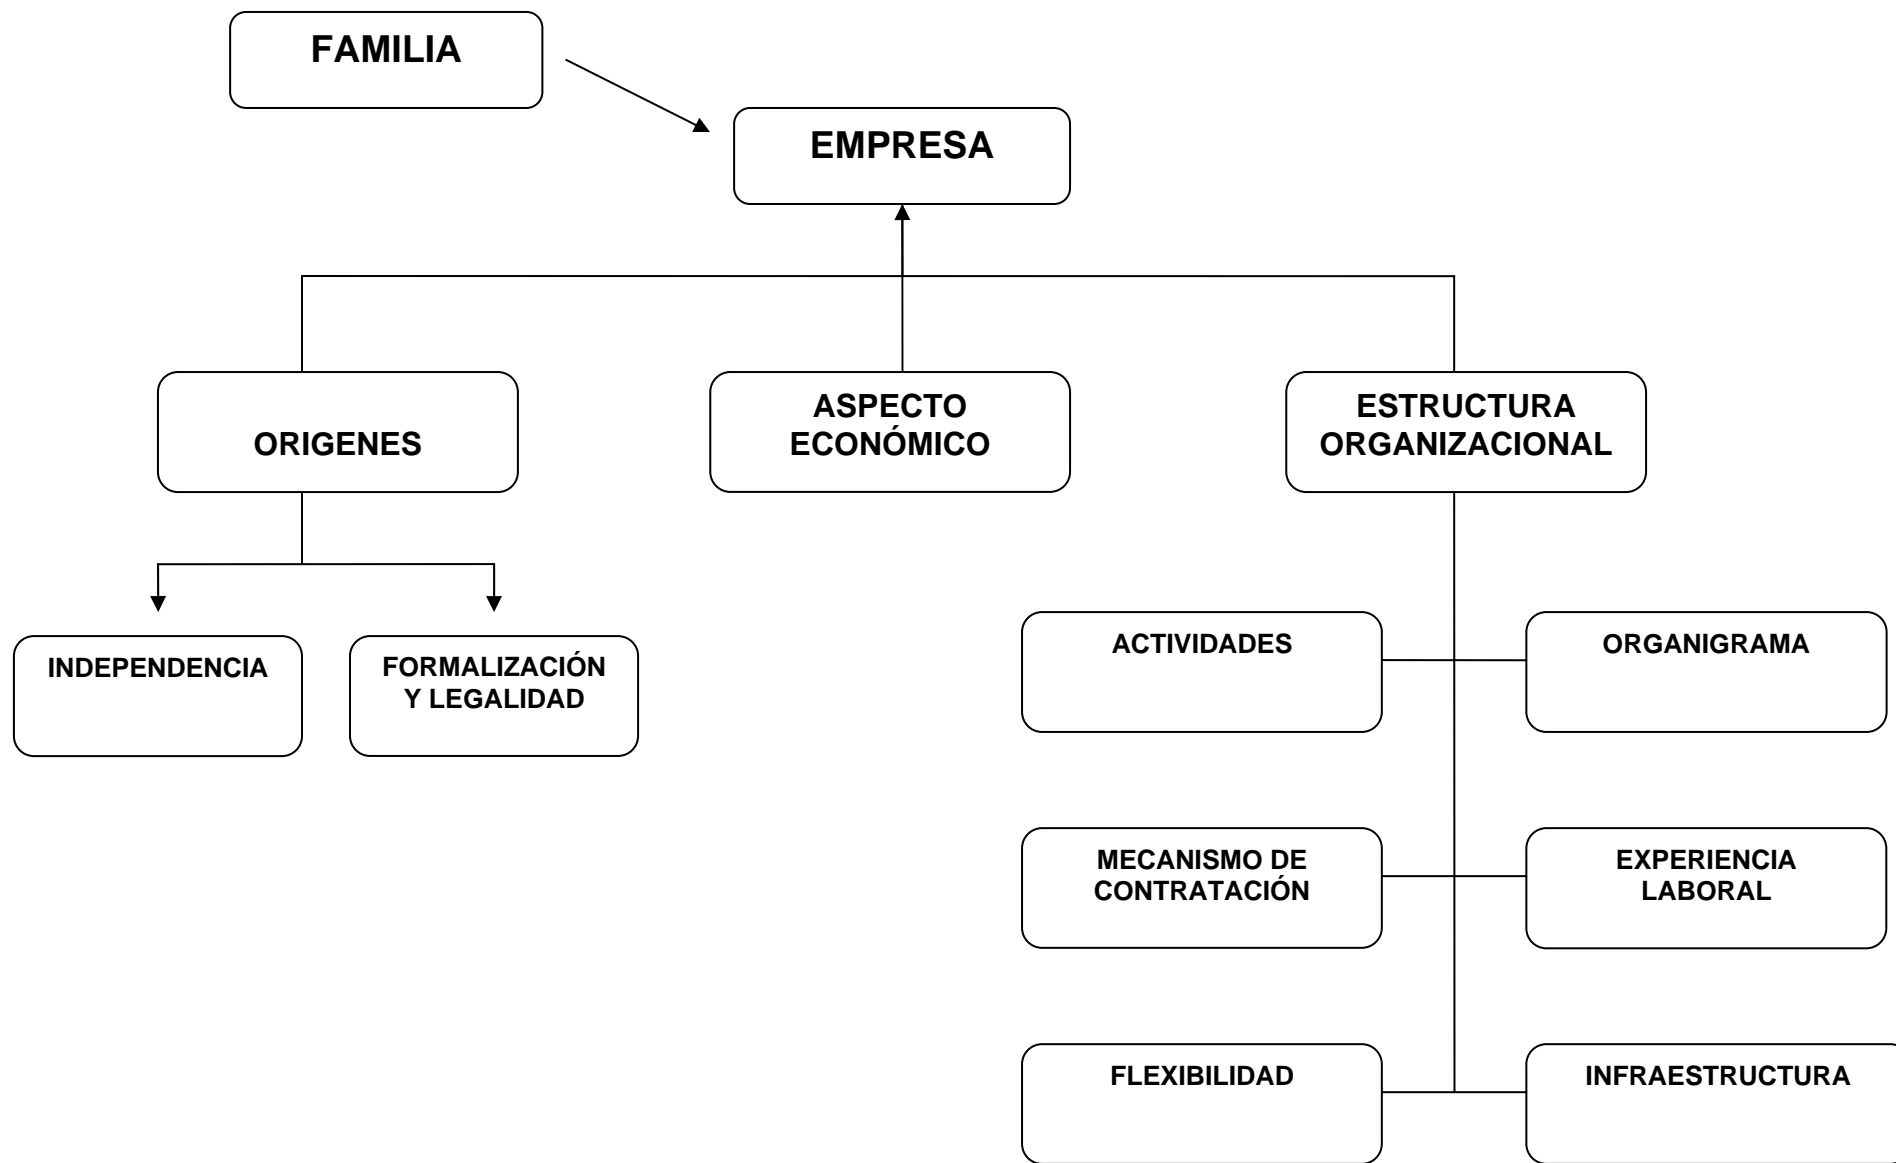 FAMILIA
EMPRESA
ORIGENES
ASPECTO
ECONÓMICO
ESTRUCTURA
ORGANIZACIONAL
INDEPENDENCIA
FORMALIZACIÓN
Y LEGALIDAD
ACTIVIDADES
ORGANIGRAMA
MECANISMO DE
CONTRATACIÓN
EXPERIENCIA
LABORAL
FLEXIBILIDAD
INFRAESTRUCTURA